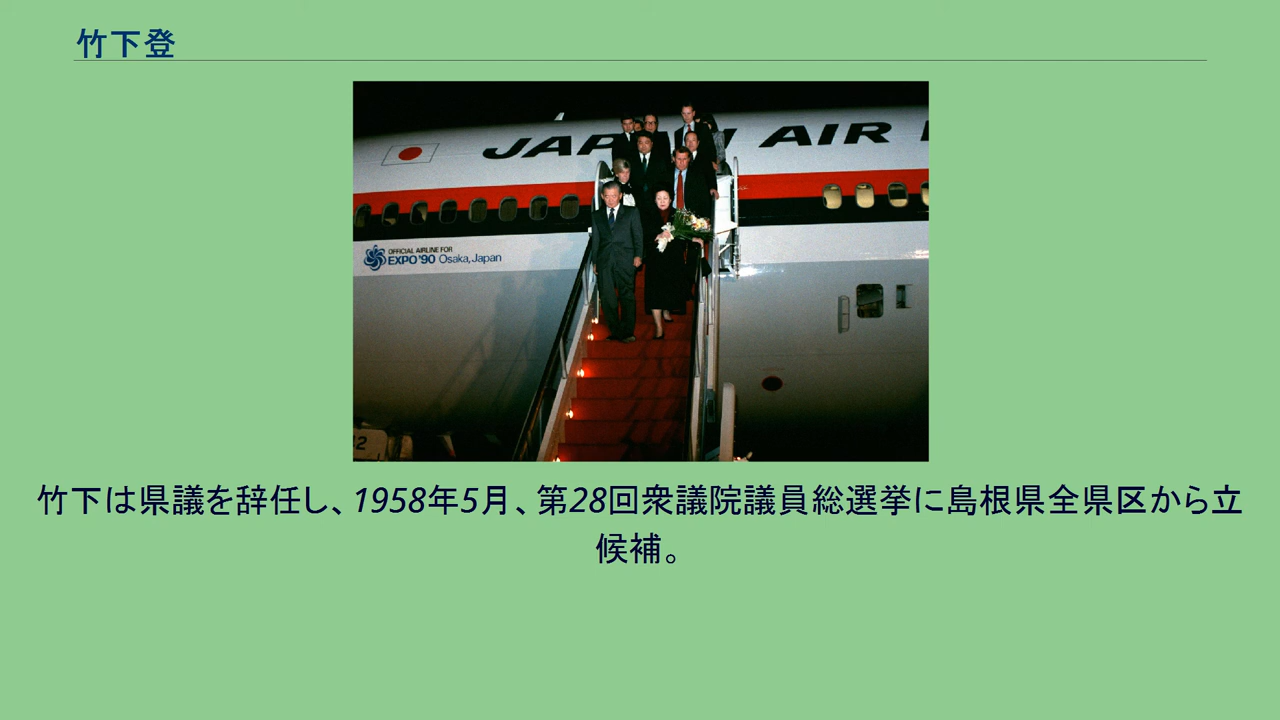 竹下登
JAPAN AIR
OFFICIAL AIRLINE FOR
EXPO '90 Osaka, Japan
竹下は県議を辞任し、1958年5月、第28回衆議院議員総選挙に島根県全県区から立
候補。